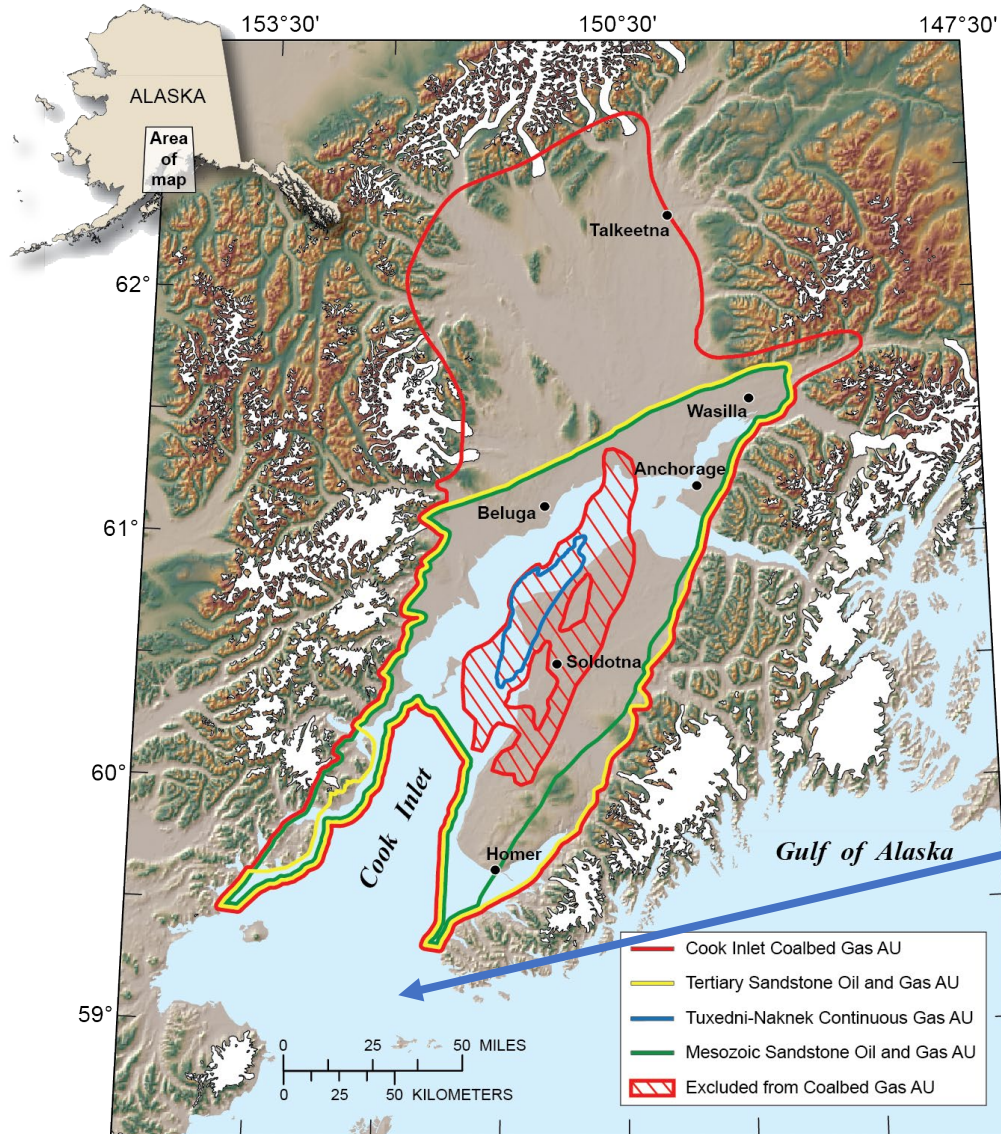 153°30'
150°30'
147°30'
ALASKA
Area
of
map
Talkeetna
62°
Wasilla
Anchorage
Beluga
61°
Soldotna
60°
Cook Inlet
Homer
Gulf of Alaska
Cook Inlet Coalbed Gas AU
Tertiary Sandstone Oil and Gas AU
59°
Tuxedni-Naknek Continuous Gas AU
0 25 50 MILES
Mesozoic Sandstone Oil and Gas AU
0 25 50 KILOMETERS
Excluded from Coalbed Gas AU